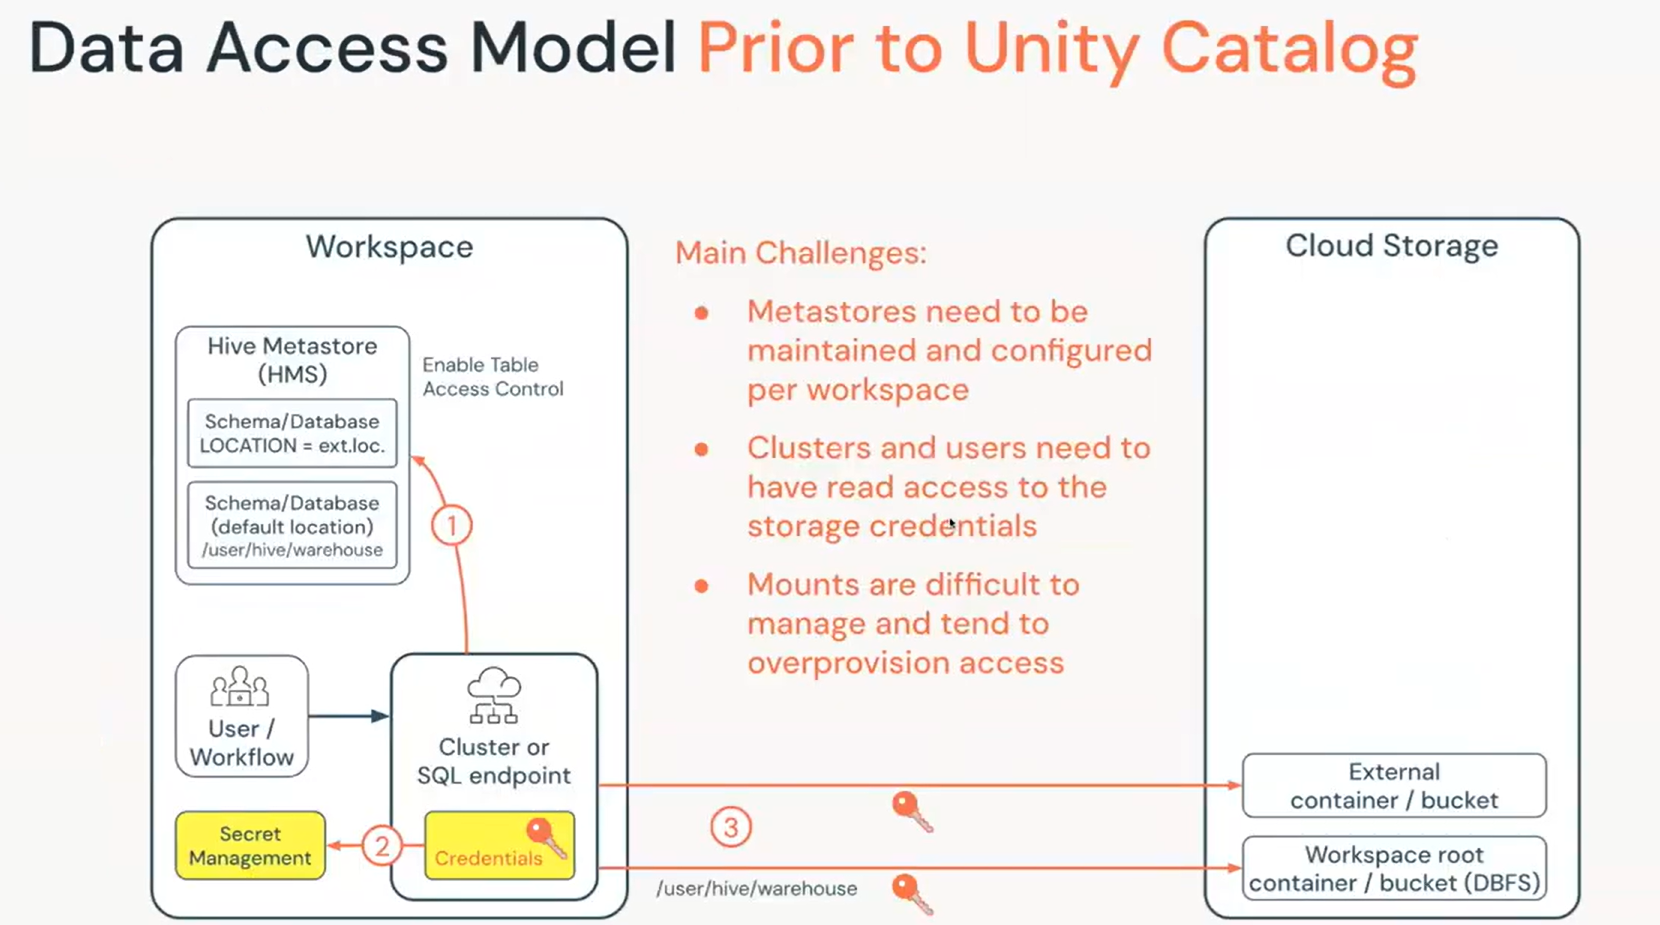 Data Access Model Prior to Unity Catalog
Workspace
Hive Metastore
(HMS)
Schema/Database
LOCATION = ext.loc.
Schema/Database
(default location)
/user/hive/warehouse
Enable Table
Access Control
1
User /
Workflow
Cluster or
SQL endpoint
Secret
Management
2
Credentials
Main Challenges:
● Metastores need to be
maintained and configured
per workspace
● Clusters and users need to
have read access to the
storage credentials
● Mounts are difficult to
manage and tend to
overprovision access
3
/user/hive/warehouse
Cloud Storage
External
container / bucket
Workspace root
container / bucket (DBFS)